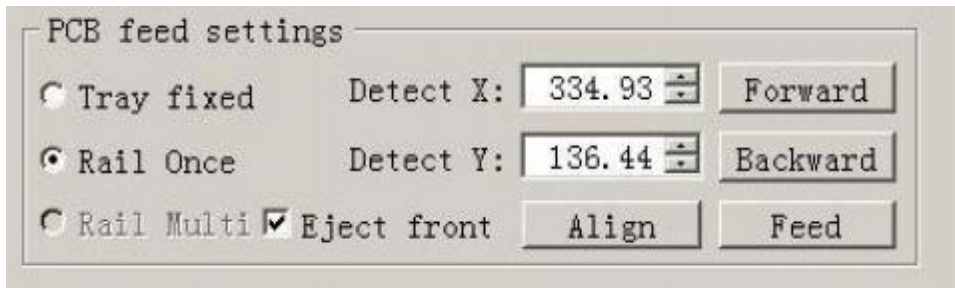 PCB feed settings
Tray fixed Detect X: 334.93 Forward
Rail Once Detect Y: 136.44 Backward
Rail Multi Eject front Align Feed